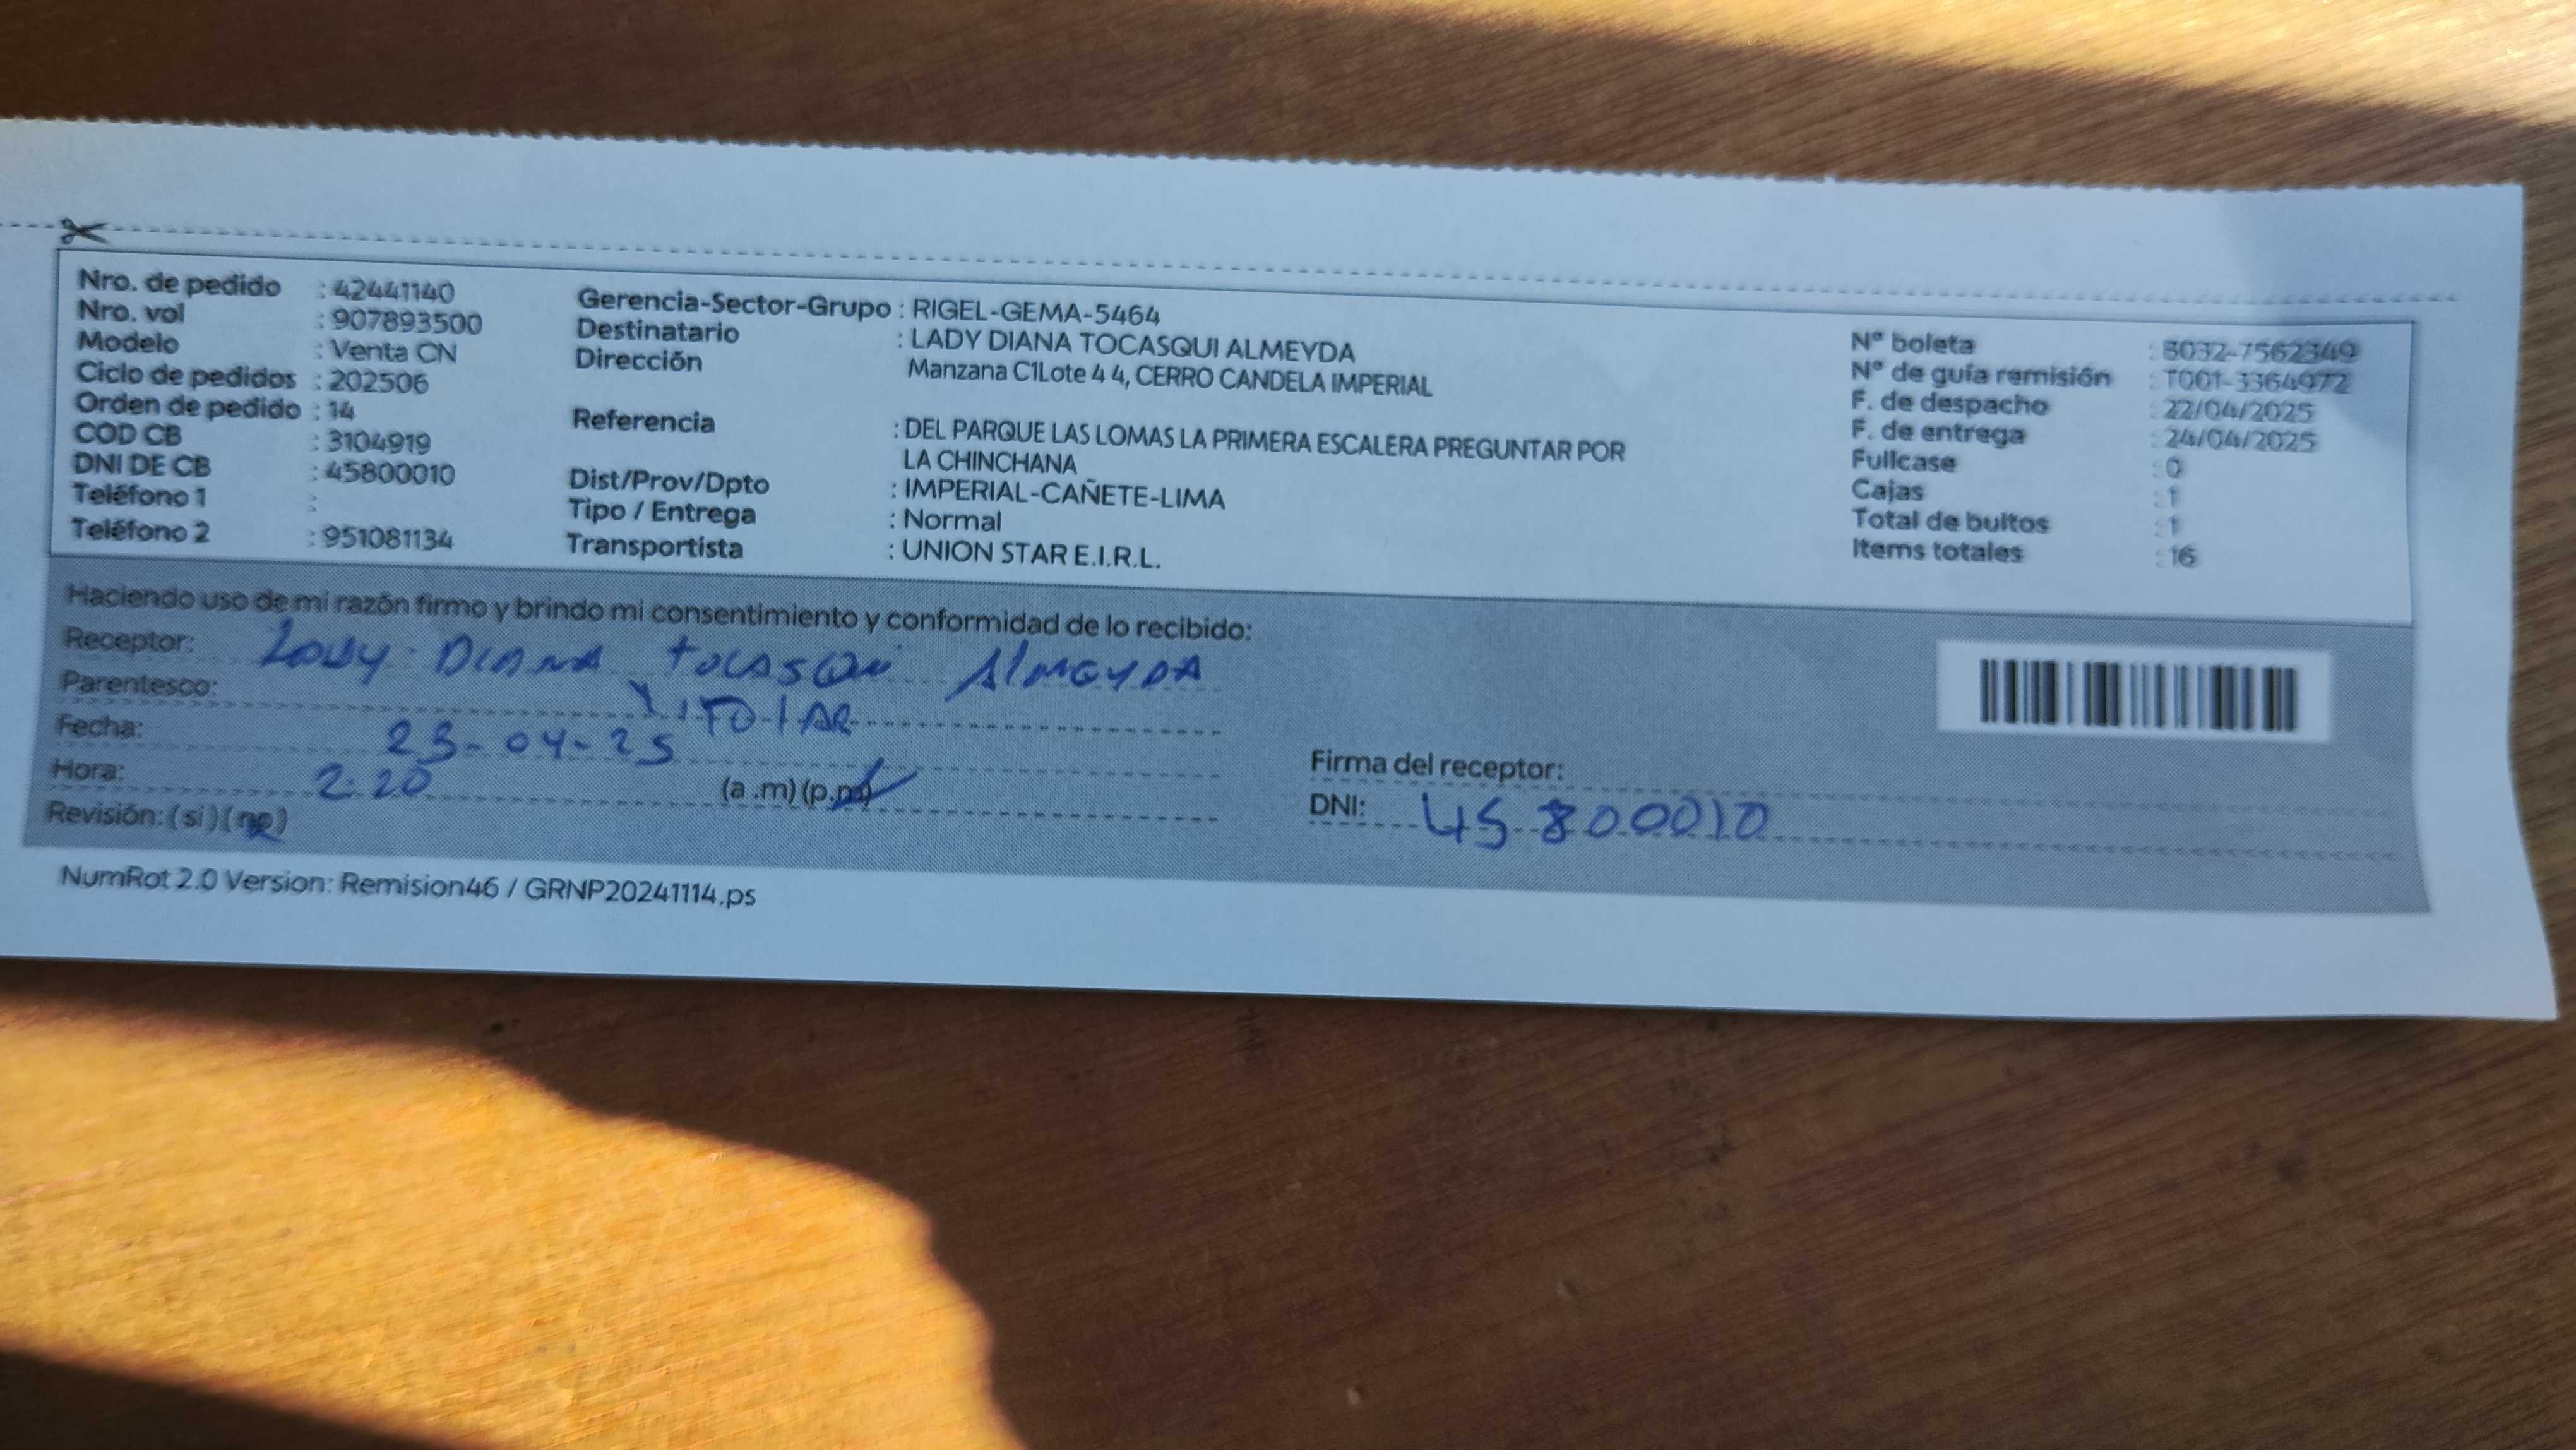 Nro. de pedido : 42441140
Nro. vol : 907893500
Modelo : Venta CN
Ciclo de pedidos : 202506
Orden de pedido : 14
COD CB : 3104919
DNI DE CB : 45800010
Teléfono 1 :
Teléfono 2 : 951081134
Gerencia-Sector-Grupo : RIGEL-GEMA-5464
Destinatario : LADY DIANA TOCASQUI ALMEYDA
Dirección Manzana C1Lote 4 4, CERRO CANDELA IMPERIAL
Referencia : DEL PARQUE LAS LOMAS LA PRIMERA ESCALERA PREGUNTAR POR
LA CHINCHANA
Dist/Prov/Dpto : IMPERIAL-CAÑETE-LIMA
Tipo / Entrega : Normal
Transportista : UNION STAR E.I.R.L.
Nº boleta : B032-7562349
Nº de guía remisión : T001-3364972
F. de despacho : 22/04/2025
F. de entrega : 24/04/2025
Fullcase : 0
Cajas : 1
Total de bultos : 1
Items totales : 16
Haciendo uso de mi razón firmo y brindo mi consentimiento y conformidad de lo recibido:
Receptor: Lady Diana tocasqui Almeyda
Parentesco: TITOlAR
Fecha: 23-04-25
Hora: 2:20 (a.m) (p.m)
Revisión: (si) (no)
Firma del receptor:
DNI: 45800010
NumRot 2.0 Version: Remision46 / GRNP20241114.ps